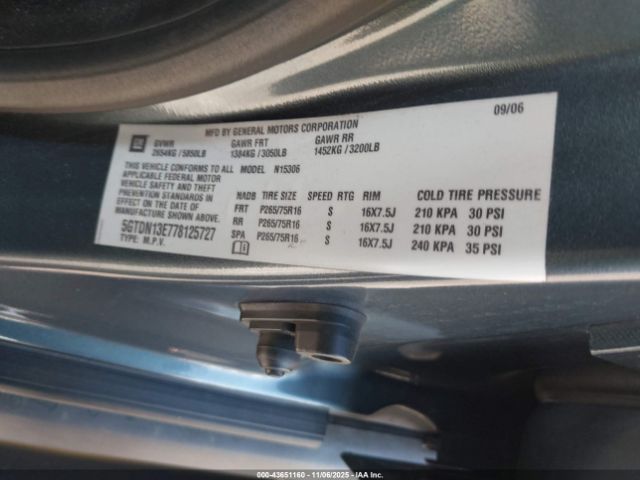 09/06
MFD BY GENERAL MOTORS CORPORATION
GM GVWR GAWR FRT GAWR RR
2654KG / 5850LB 1384KG / 3050LB 1452KG / 3200LB
THIS VEHICLE CONFORMS TO ALL MODEL N15306
APPLICABLE FEDERAL MOTOR
VEHICLE SAFETY AND THEFT
PREVENTION STANDARDS IN
EFFECT ON THE DATE OF
MANUFACTURE SHOWN ABOVE.
5GTDN13E778125727
TYPE: M.P.V.
NADB TIRE SIZE SPEED RTG RIM COLD TIRE PRESSURE
FRT P265/75R16 S 16X7.5J 210 KPA 30 PSI
RR P265/75R16 S 16X7.5J 210 KPA 30 PSI
SPA P265/75R16 S 16X7.5J 240 KPA 35 PSI
000-43651160 - 11/06/2025 - IAA Inc.